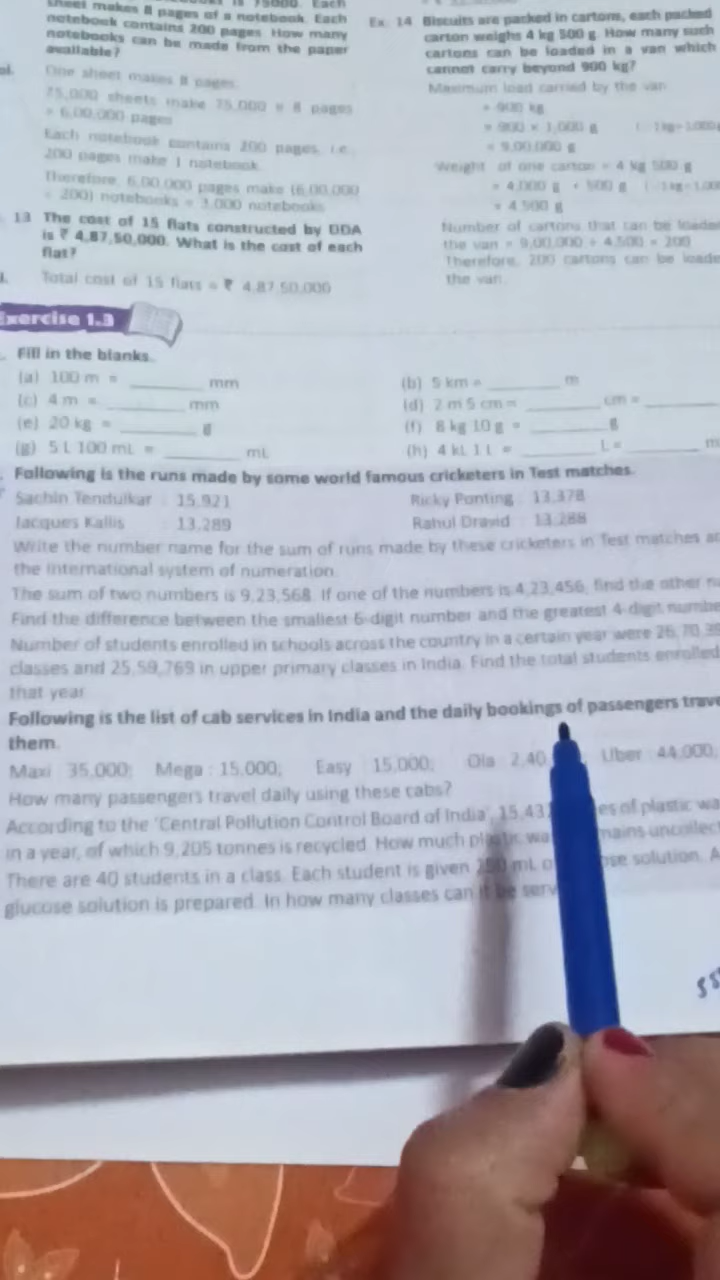 sheet makes 8 pages of a notebook. Each
notebook contains 200 pages. How many
notebooks can be made from the paper
available?
One sheet makes 8 pages.
75,000 sheets make 75,000 × 8 pages
= 6,00,000 pages
Each notebook contains 200 pages, i.e.,
200 pages make 1 notebook.
Therefore, 6,00,000 pages make (6,00,000
÷ 200) notebooks = 3,000 notebooks
13 The cost of 15 flats constructed by DDA
is ₹ 4,87,50,000. What is the cost of each
flat?
Total cost of 15 flats = ₹ 4,87,50,000
Ex. 14 Biscuits are packed in cartons, each packed
carton weighs 4 kg 500 g. How many such
cartons can be loaded in a van which
cannot carry beyond 900 kg?
Maximum load carried by the van
= 900 kg
= 900 × 1,000 g
= 9,00,000 g
Weight of one carton = 4 kg 500 g
= 4,000 g + 500 g
= 4,500 g
Number of cartons that can be
the van = 9,00,000 ÷ 4,500 = 200
Therefore, 200 cartons can be
the van.
Exercise 1.3
Fill in the blanks.
(a) 100 m = ______ mm
(b) 5 km = ______ m
(c) 4 m = ______ mm
(d) 2 m 5 cm = ______ cm = ______
(e) 20 kg = ______ g
(f) 8 kg 10 g = ______ g
(g) 5 L 100 mL = ______ mL
(h) 4 kL 1 L = ______ L = ______ m
Following is the runs made by some world famous cricketers in Test matches.
Sachin Tendulkar : 15,921
Ricky Ponting : 13,378
Jacques Kallis : 13,289
Rahul Dravid : 13,288
Write the number name for the sum of runs made by these cricketers in Test matches
the international system of numeration.
The sum of two numbers is 9,23,568. If one of the numbers is 4,23,456, find the other
Find the difference between the smallest 6-digit number and the greatest 4-digit
Number of students enrolled in schools across the country in a certain year were
classes and 25,59,769 in upper primary classes in India. Find the total students enrolled
that year.
Following is the list of cab services in India and the daily bookings of passengers
them.
Maxi : 35,000; Mega : 15,000; Easy : 15,000; Ola : 2,40 Uber : 44,000;
How many passengers travel daily using these cabs?
According to the 'Central Pollution Control Board of India', 15,43 es of plastic
in a year, of which 9,205 tonnes is recycled. How much plastic
There are 40 students in a class. Each student is given 250 mL solution.
glucose solution is prepared. In how many classes can it be